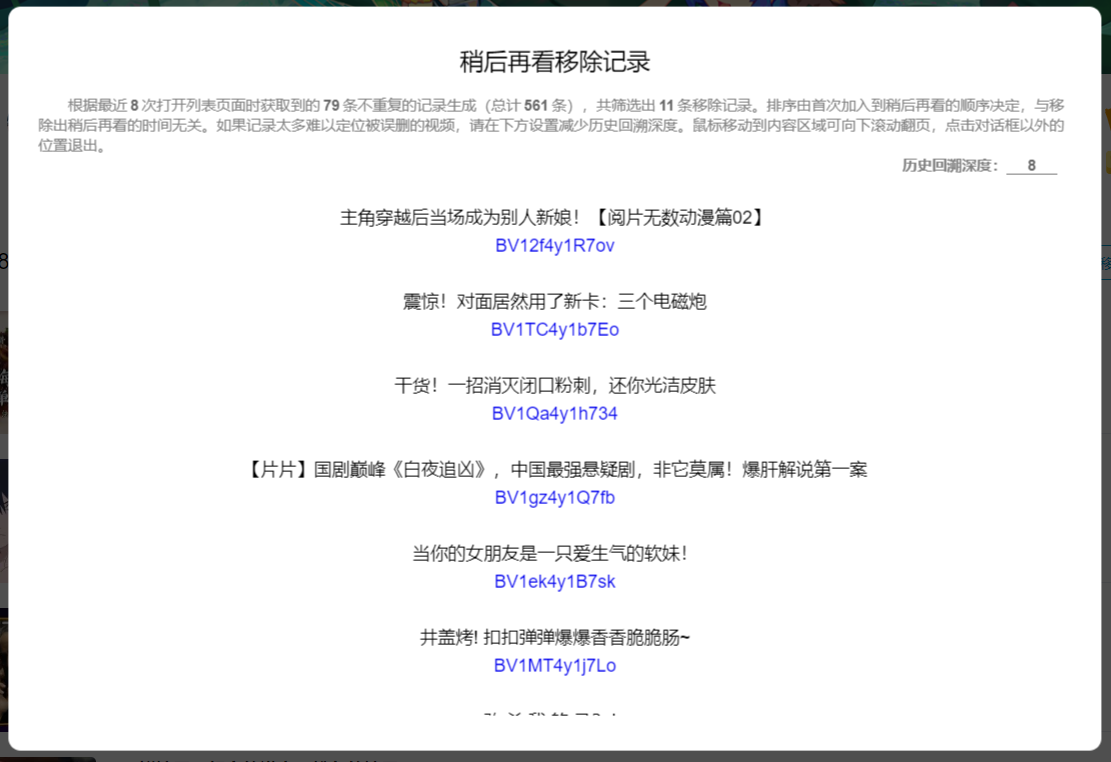 稍后再看移除记录
根据最近 8 次打开列表页面时获取到的 79 条不重复的记录生成（总计 561 条），共筛选出 11 条移除记录。排序由首次加入到稍后再看的顺序决定，与移
除出稍后再看的时间无关。如果记录太多难以定位被误删的视频，请在下方设置减少历史回溯深度。鼠标移动到内容区域可向下滚动翻页，点击对话框以外的
位置退出。
历史回溯深度： 8
主角穿越后当场成为别人新娘！【阅片无数动漫篇02】
BV12f4y1R7ov
震惊！对面居然用了新卡：三个电磁炮
BV1TC4y1b7Eo
干货！一招消灭闭口粉刺，还你光洁皮肤
BV1Qa4y1h734
【片片】国剧巅峰《白夜追凶》，中国最强悬疑剧，非它莫属！爆肝解说第一案
BV1gz4y1Q7fb
当你的女朋友是一只爱生气的软妹！
BV1ek4y1B7sk
井盖烤! 扣扣弹弹爆爆香香脆脆肠~
BV1MT4y1j7Lo